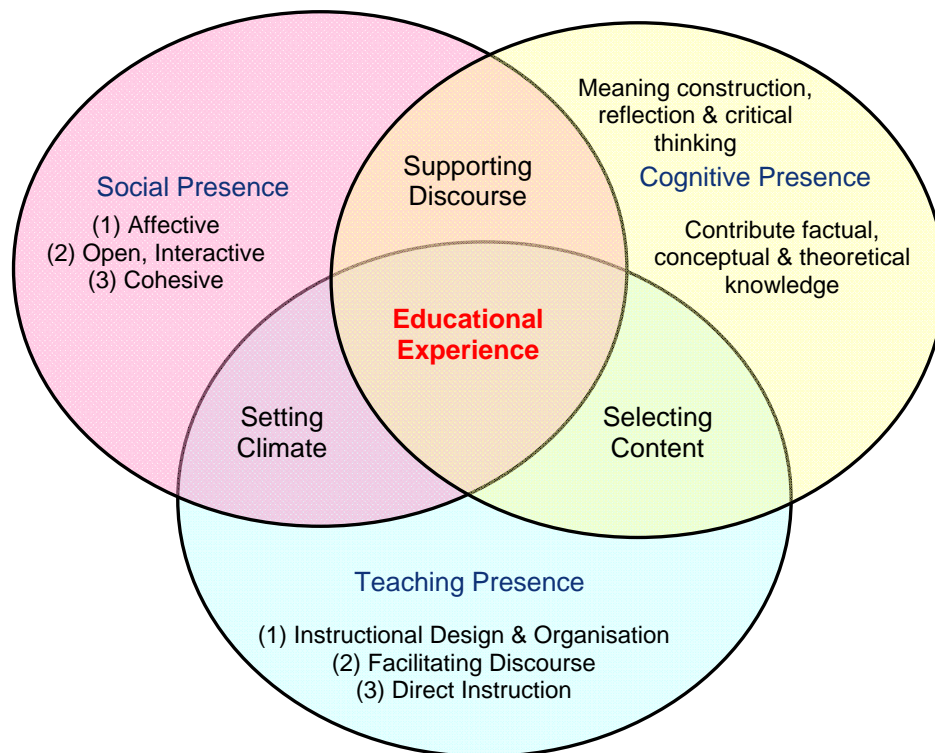 Social Presence
(1) Affective
(2) Open, Interactive
(3) Cohesive
Supporting
Discourse
Meaning construction,
reflection & critical
thinking
Cognitive Presence
Contribute factual,
conceptual & theoretical
knowledge
Educational
Experience
Setting
Climate
Selecting
Content
Teaching Presence
(1) Instructional Design & Organisation
(2) Facilitating Discourse
(3) Direct Instruction